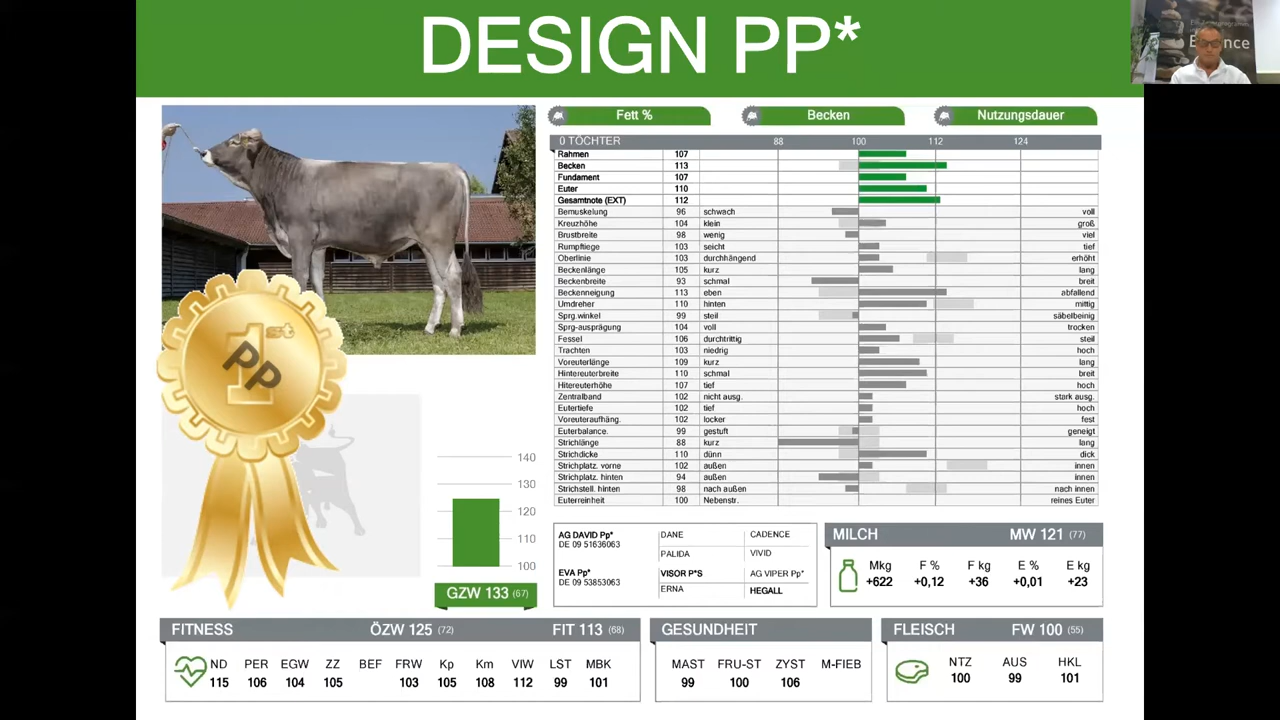 DESIGN PP*
Fett % Becken Nutzungsdauer
0 TÖCHTER 88 100 112 124
Rahmen 107
Becken 113
Fundament 107
Euter 110
Gesamtnote (EXT) 112
Bemuskelung 96 schwach voll
Kreuzhöhe 104 klein groß
Brustbreite 98 wenig viel
Rumpftiege 103 seicht tief
Oberlinie 103 durchhängend erhöht
Beckenlänge 105 kurz lang
Beckenbreite 93 schmal breit
Beckenneigung 113 eben abfallend
Umdreher 110 hinten mittig
Sprg.winkel 99 steil säbelbeinig
Sprg-ausprägung 104 voll trocken
Fessel 106 durchtrittig steil
Trachten 103 niedrig hoch
Voreuterlänge 109 kurz lang
Hintereuterbreite 110 schmal breit
Hitereuterhöhe 107 tief hoch
Zentralband 102 nicht ausg. stark ausg.
Eutertiefe 102 tief hoch
Voreuteraufhäng. 102 locker fest
Euterbalance. 99 gestuft geneigt
Strichlänge 88 kurz lang
Strichdicke 110 dünn dick
Strichplatz. vorne 102 außen innen
Strichplatz. hinten 94 außen innen
Strichstell. hinten 98 nach außen nach innen
Euterreinheit 100 Nebenstr. reines Euter
1st
PP
140
130
120
110
100
GZW 133 (67)
AG DAVID Pp* DANE CADENCE
DE 09 51636063
PALIDA VIVID
EVA Pp* VISOR P*S AG VIPER Pp*
DE 09 53853063
ERNA HEGALL
MILCH MW 121 (77)
Mkg F % F kg E % E kg
+622 +0,12 +36 +0,01 +23
FITNESS ÖZW 125 (72) FIT 113 (68)
ND PER EGW ZZ BEF FRW Kp Km VIW LST MBK
115 106 104 105 103 105 108 112 99 101
GESUNDHEIT
MAST FRU-ST ZYST M-FIEB
99 100 106
FLEISCH FW 100 (55)
NTZ AUS HKL
100 99 101